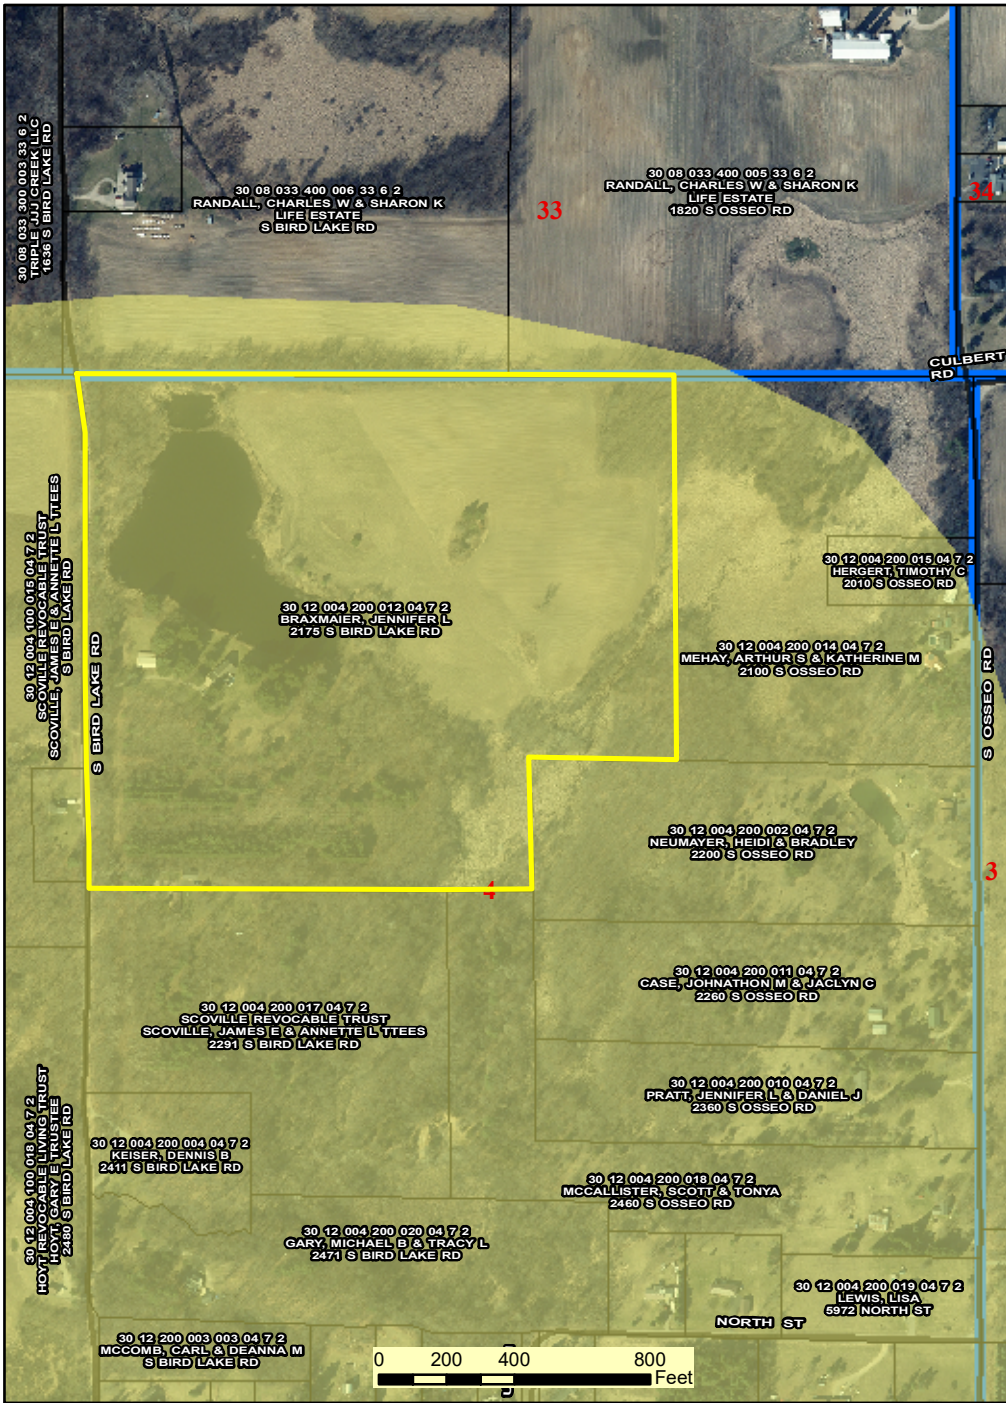 30 08 033 300 003 33 6 2
TRIPLE JJJ CREEK LLC
1636 S BIRD LAKE RD
30 08 033 400 006 33 6 2
RANDALL, CHARLES W & SHARON K
LIFE ESTATE
S BIRD LAKE RD
33
30 08 033 400 005 33 6 2
RANDALL, CHARLES W & SHARON K
LIFE ESTATE
1820 S OSSEO RD
34
CULBERT
RD
30 12 004 100 015 04 7 2
SCOVILLE REVOCABLE TRUST
SCOVILLE, JAMES E & ANNETTE L TTEES
S BIRD LAKE RD
S BIRD LAKE RD
30 12 004 200 012 04 7 2
BRAXMAIER, JENNIFER L
2175 S BIRD LAKE RD
30 12 004 200 015 04 7 2
HERGERT, TIMOTHY C
2010 S OSSEO RD
30 12 004 200 014 04 7 2
MEHAY, ARTHUR S & KATHERINE M
2100 S OSSEO RD
S OSSEO RD
30 12 004 200 002 04 7 2
NEUMAYER, HEIDI & BRADLEY
2200 S OSSEO RD
3
4
30 12 004 200 011 04 7 2
CASE, JOHNATHON M & JACLYN C
2260 S OSSEO RD
30 12 004 200 017 04 7 2
SCOVILLE REVOCABLE TRUST
SCOVILLE, JAMES E & ANNETTE L TTEES
2291 S BIRD LAKE RD
30 12 004 200 010 04 7 2
PRATT, JENNIFER L & DANIEL J
2360 S OSSEO RD
30 12 004 100 018 04 7 2
HOYT REVOCABLE LIVING TRUST
HOYT, GARY E TRUSTEE
2480 S BIRD LAKE RD
30 12 004 200 004 04 7 2
KEISER, DENNIS B
2411 S BIRD LAKE RD
30 12 004 200 018 04 7 2
MCCALLISTER, SCOTT & TONYA
2460 S OSSEO RD
30 12 004 200 020 04 7 2
GARY, MICHAEL B & TRACY L
2471 S BIRD LAKE RD
30 12 004 200 019 04 7 2
LEWIS, LISA
5972 NORTH ST
NORTH ST
30 12 200 003 003 04 7 2
MCCOMB, CARL & DEANNA M
S BIRD LAKE RD
0 200 400 800
Feet